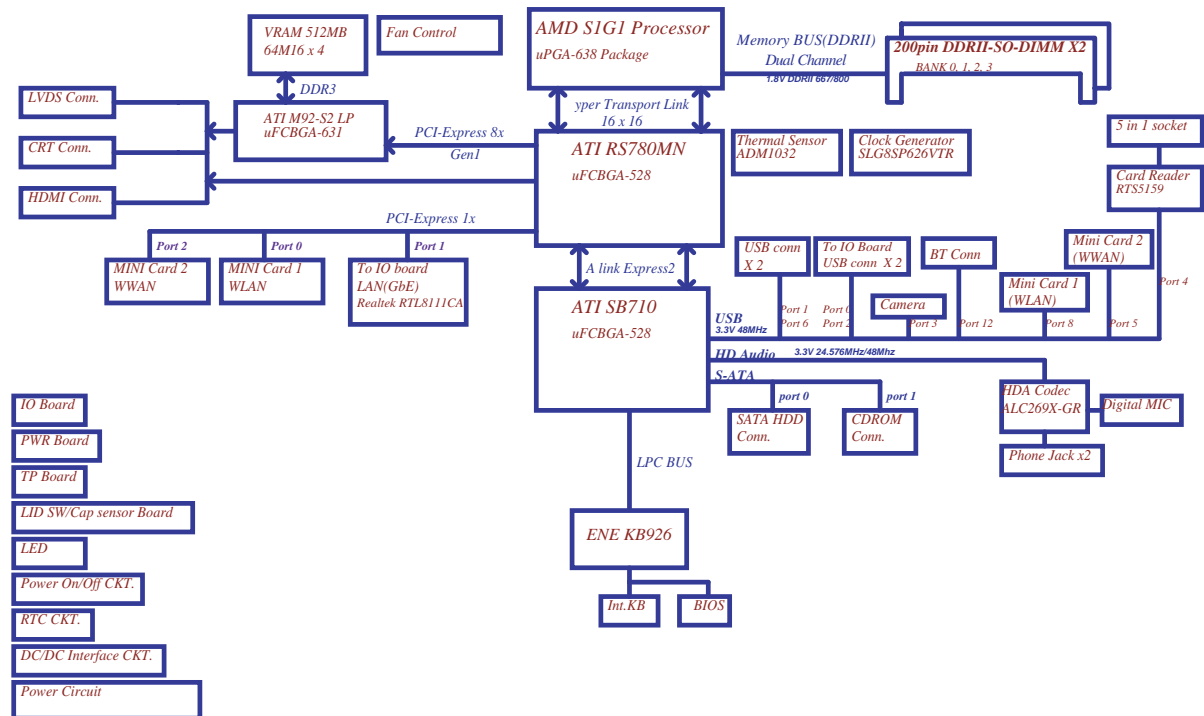 VRAM 512MB
64M16 x 4
Fan Control
AMD S1G1 Processor
uPGA-638 Package
Memory BUS(DDRII)
Dual Channel
1.8V DDRII 667/800
200pin DDRII-SO-DIMM X2
BANK 0, 1, 2, 3
DDR3
LVDS Conn.
CRT Conn.
HDMI Conn.
ATI M92-S2 LP
uFCBGA-631
PCI-Express 8x
Gen1
yper Transport Link
16 x 16
ATI RS780MN
uFCBGA-528
Thermal Sensor
ADM1032
Clock Generator
SLG8SP626VTR
5 in 1 socket
Card Reader
RTS5159
PCI-Express 1x
Port 2
Port 0
Port 1
MINI Card 2
WWAN
MINI Card 1
WLAN
To IO board
LAN(GbE)
Realtek RTL8111CA
A link Express2
USB conn
X 2
To IO Board
USB conn X 2
BT Conn
Mini Card 2
(WWAN)
Mini Card 1
(WLAN)
Camera
Port 4
ATI SB710
uFCBGA-528
USB
3.3V 48MHz
Port 1
Port 6
Port 0
Port 2
Port 3
Port 12
Port 8
Port 5
HD Audio
3.3V 24.576MHz/48Mhz
S-ATA
port 0
port 1
SATA HDD
Conn.
CDROM
Conn.
HDA Codec
ALC269X-GR
Digital MIC
Phone Jack x2
LPC BUS
ENE KB926
Int.KB
BIOS
IO Board
PWR Board
TP Board
LID SW/Cap sensor Board
LED
Power On/Off CKT.
RTC CKT.
DC/DC Interface CKT.
Power Circuit